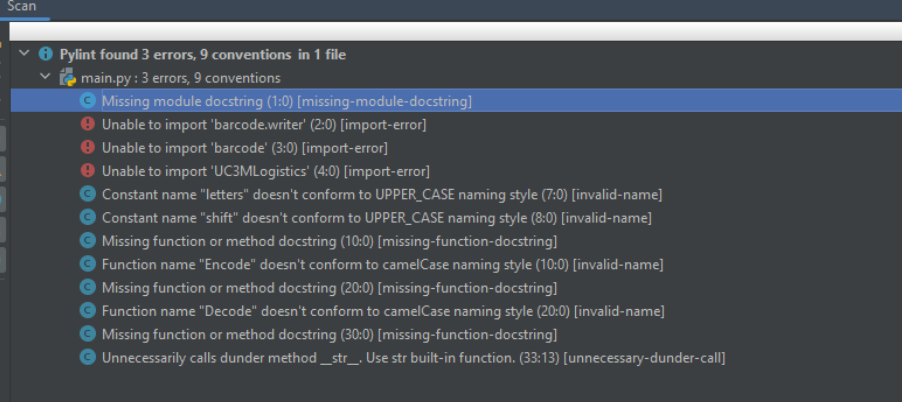 Scan
Pylint found 3 errors, 9 conventions in 1 file
main.py : 3 errors, 9 conventions
Missing module docstring (1:0) [missing-module-docstring]
Unable to import 'barcode.writer' (2:0) [import-error]
Unable to import 'barcode' (3:0) [import-error]
Unable to import 'UC3MLogistics' (4:0) [import-error]
Constant name "letters" doesn't conform to UPPER_CASE naming style (7:0) [invalid-name]
Constant name "shift" doesn't conform to UPPER_CASE naming style (8:0) [invalid-name]
Missing function or method docstring (10:0) [missing-function-docstring]
Function name "Encode" doesn't conform to camelCase naming style (10:0) [invalid-name]
Missing function or method docstring (20:0) [missing-function-docstring]
Function name "Decode" doesn't conform to camelCase naming style (20:0) [invalid-name]
Missing function or method docstring (30:0) [missing-function-docstring]
Unnecessarily calls dunder method __str__. Use str built-in function. (33:13) [unnecessary-dunder-call]